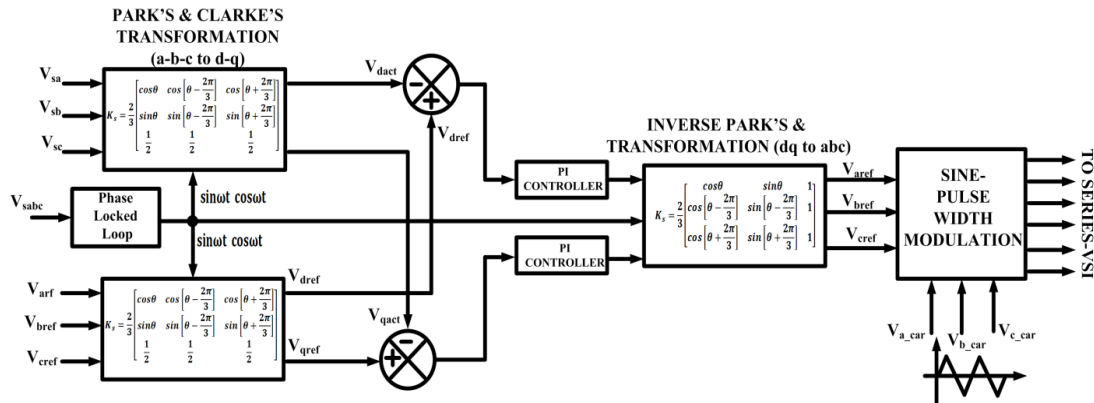 PARK'S & CLARKE'S
TRANSFORMATION
(a-b-c to d-q)
V_sa
V_sb
V_sc
K_s = 2/3 [cosθ cos[θ − 2π/3] cos[θ + 2π/3]
sinθ sin[θ − 2π/3] sin[θ + 2π/3]
1/2 1/2 1/2]
V_dact
−
+
V_dref
sinωt cosωt
V_sabc
Phase
Locked
Loop
sinωt cosωt
V_arf
V_bref
V_cref
K_s = 2/3 [cosθ cos[θ − 2π/3] cos[θ + 2π/3]
sinθ sin[θ − 2π/3] sin[θ + 2π/3]
1/2 1/2 1/2]
V_dref
V_qref
V_qact
−
+
PI
CONTROLLER
PI
CONTROLLER
INVERSE PARK'S &
TRANSFORMATION (dq to abc)
K_s = 2/3 [cosθ sinθ 1
cos[θ − 2π/3] sin[θ − 2π/3] 1
cos[θ + 2π/3] sin[θ + 2π/3] 1]
V_aref
V_bref
V_cref
SINE-
PULSE
WIDTH
MODULATION
TO SERIES-VSI
V_a_car
V_b_car
V_c_car